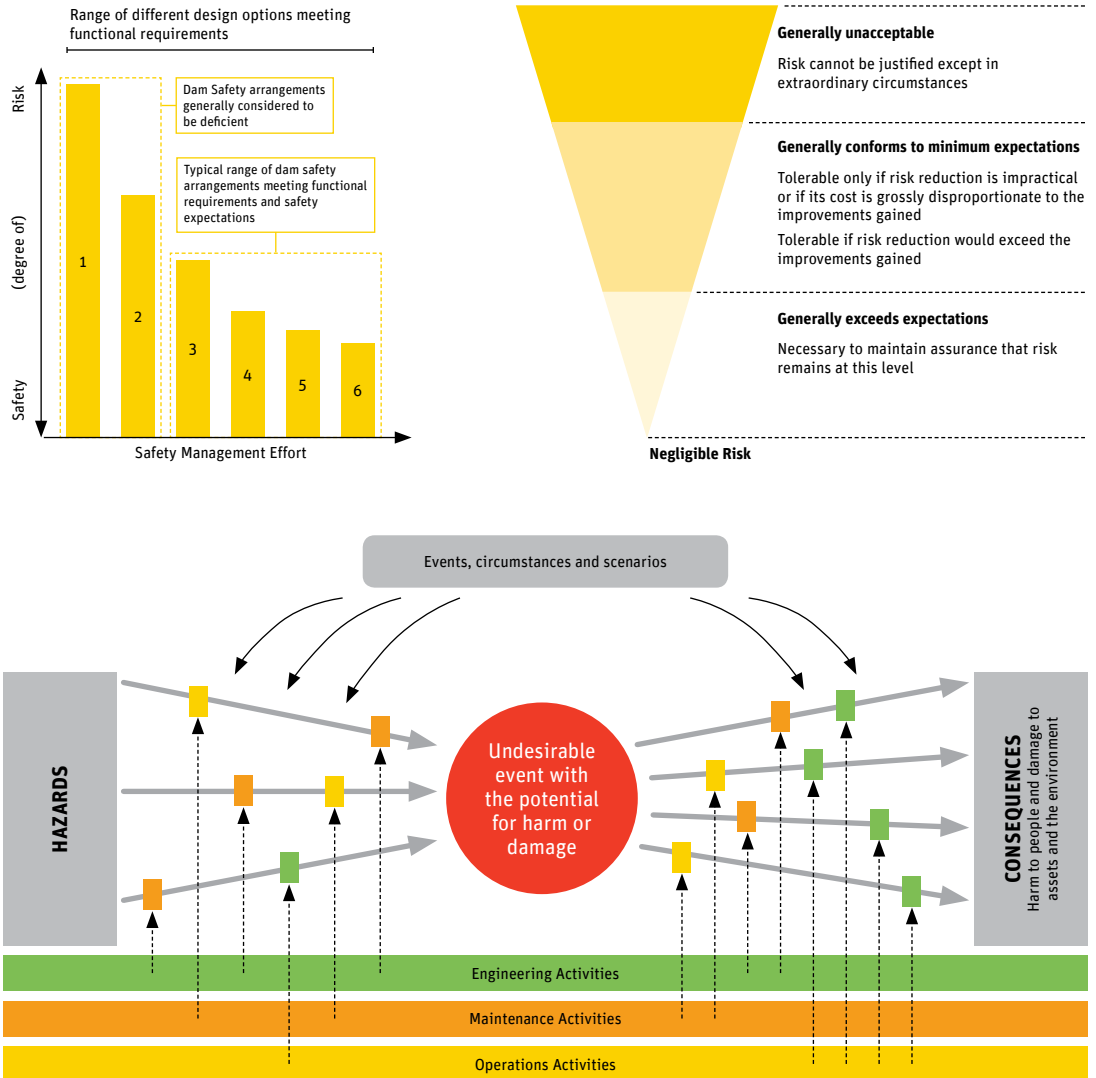 Range of different design options meeting
functional requirements
Risk
(degree of)
Safety
Dam Safety arrangements
generally considered to
be deficient
Typical range of dam safety
arrangements meeting functional
requirements and safety
expectations
1
2
3
4
5
6
Safety Management Effort
Generally unacceptable
Risk cannot be justified except in
extraordinary circumstances
Generally conforms to minimum expectations
Tolerable only if risk reduction is impractical
or if its cost is grossly disproportionate to the
improvements gained
Tolerable if risk reduction would exceed the
improvements gained
Generally exceeds expectations
Necessary to maintain assurance that risk
remains at this level
Negligible Risk
Events, circumstances and scenarios
HAZARDS
Undesirable
event with
the potential
for harm or
damage
CONSEQUENCES
Harm to people and damage to
assets and the environment
Engineering Activities
Maintenance Activities
Operations Activities